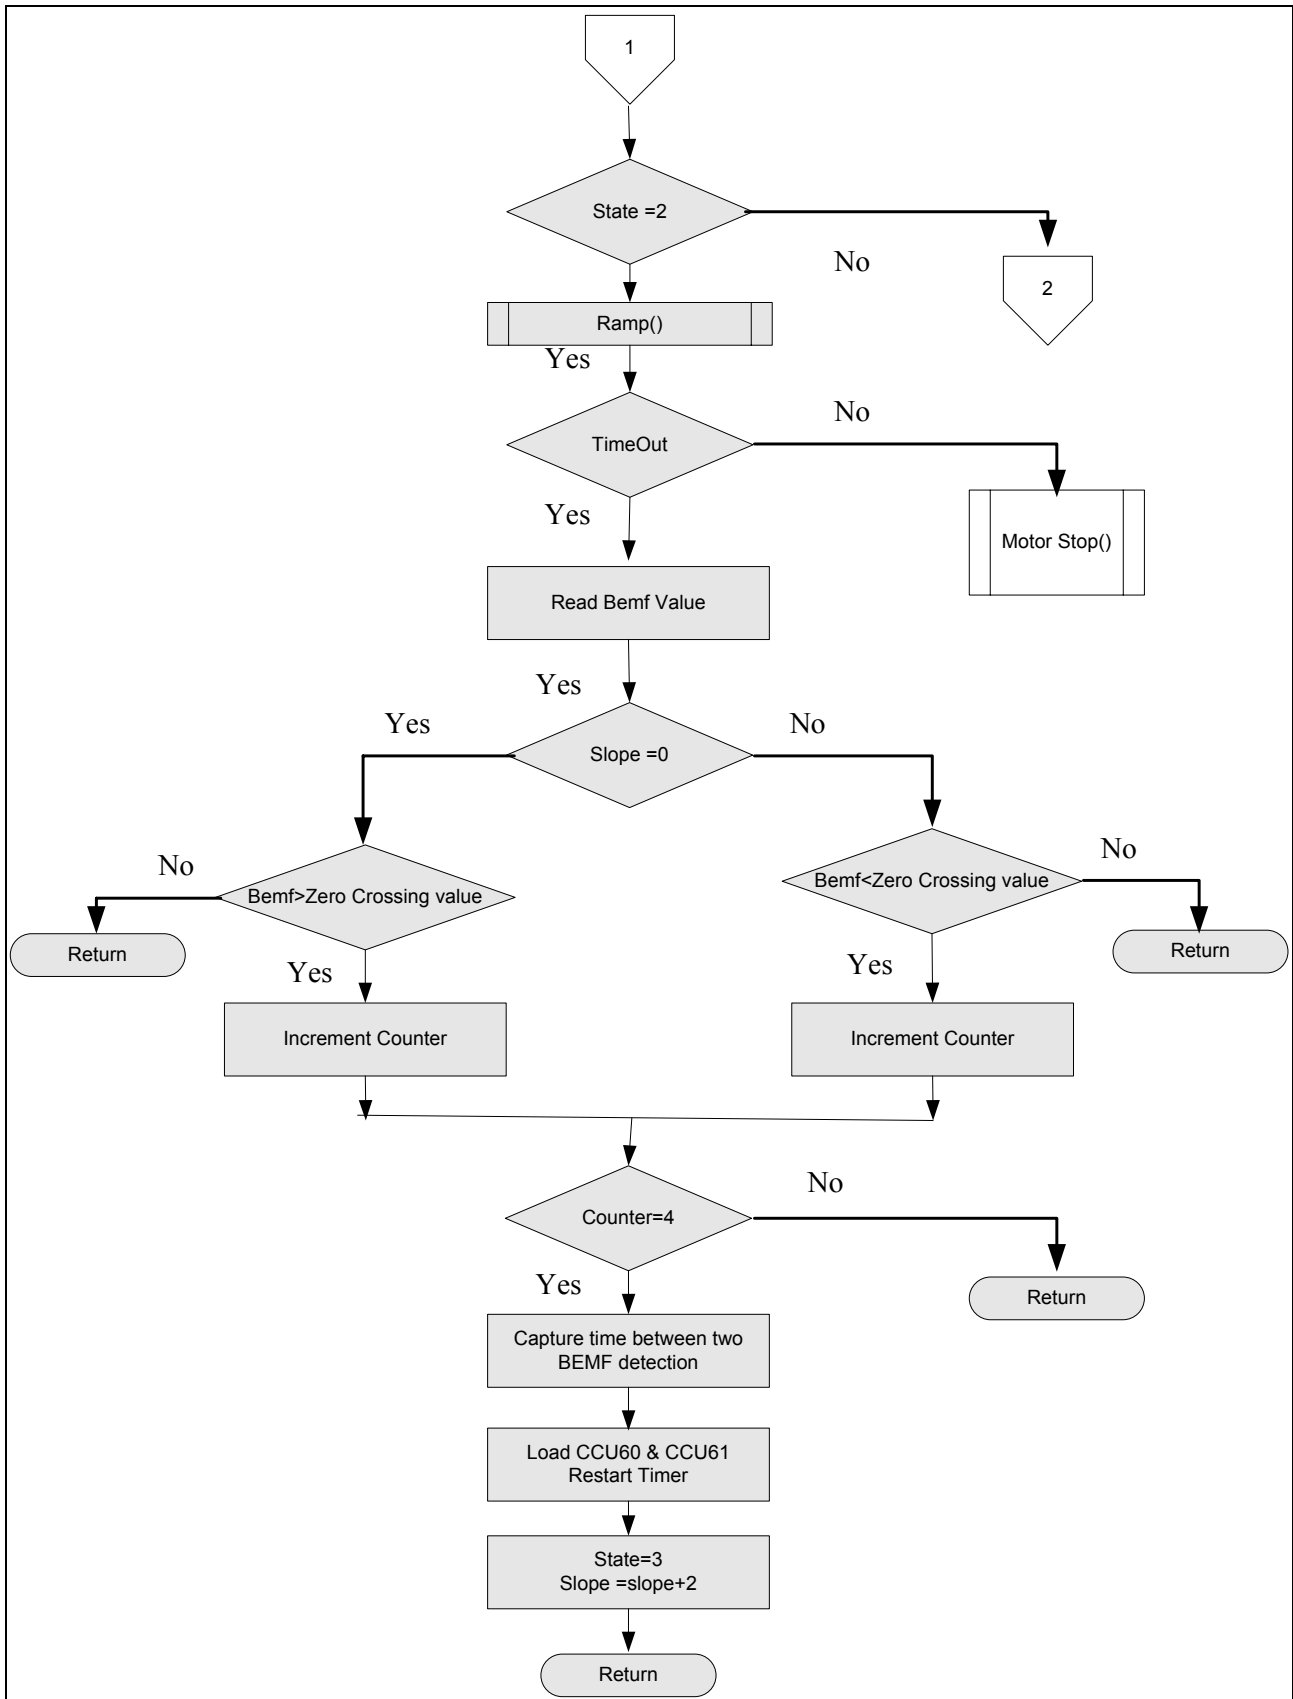 1
State =2
No
2
Ramp()
Yes
No
TimeOut
Motor Stop()
Yes
Read Bemf Value
Yes
Yes
No
Slope =0
No
Bemf>Zero Crossing value
Bemf<Zero Crossing value
No
Return
Return
Yes
Yes
Increment Counter
Increment Counter
No
Counter=4
Yes
Return
Capture time between two
BEMF detection
Load CCU60 & CCU61
Restart Timer
State=3
Slope =slope+2
Return